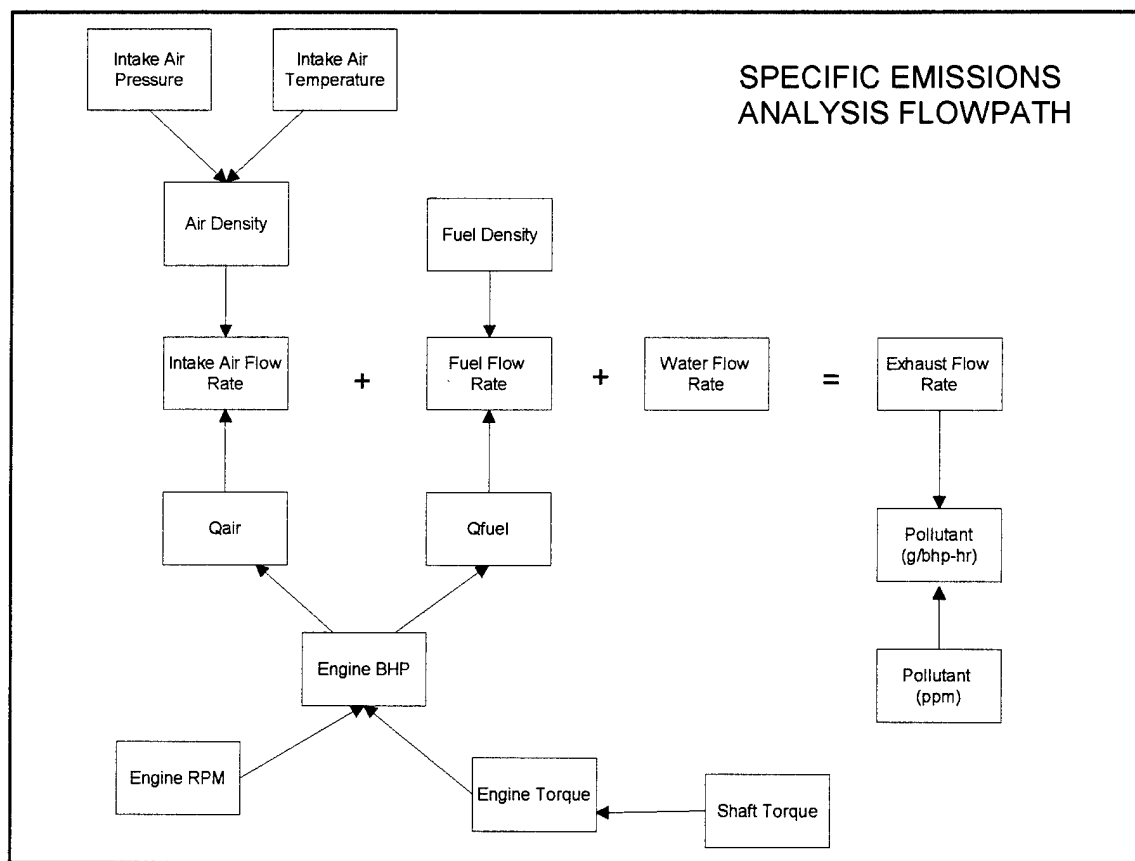 Intake Air
Pressure
Intake Air
Temperature
SPECIFIC EMISSIONS
ANALYSIS FLOWPATH
Air Density
Fuel Density
Intake Air Flow
Rate
+
Fuel Flow
Rate
+
Water Flow
Rate
=
Exhaust Flow
Rate
Qair
Qfuel
Pollutant
(g/bhp-hr)
Engine BHP
Pollutant
(ppm)
Engine RPM
Engine Torque
Shaft Torque